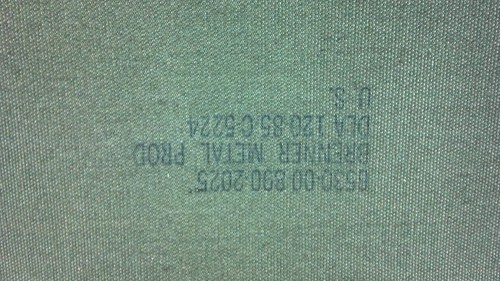 6530-00-890-2025
BRENNER METAL PROD
DLA 120-85-C-5224
U. S.